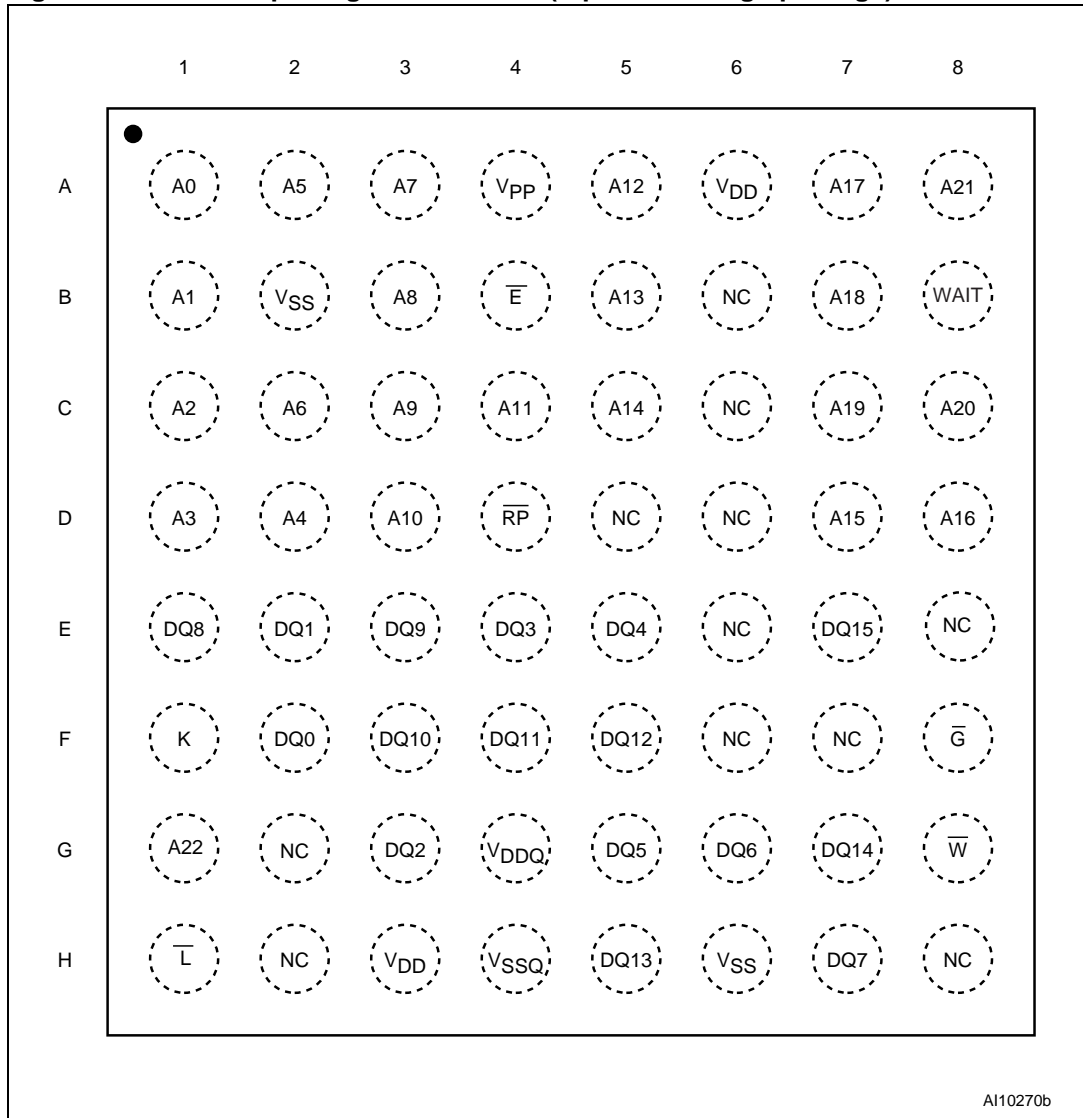 1 2 3 4 5 6 7 8
A A0 A5 A7 VPP A12 VDD A17 A21
B A1 VSS A8 E̅ A13 NC A18 WAIT
C A2 A6 A9 A11 A14 NC A19 A20
D A3 A4 A10 R̅P̅ NC NC A15 A16
E DQ8 DQ1 DQ9 DQ3 DQ4 NC DQ15 NC
F K DQ0 DQ10 DQ11 DQ12 NC NC G̅
G A22 NC DQ2 VDDQ DQ5 DQ6 DQ14 W̅
H L̅ NC VDD VSSQ DQ13 VSS DQ7 NC
AI10270b